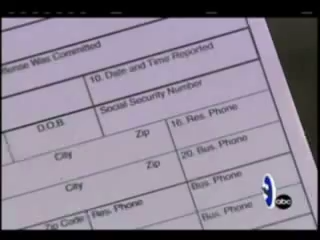 ffense Was Committed
10. Date and Time Reported
D.O.B.
Social Security Number
City
Zip
16. Res. Phone
City
Zip
20. Bus. Phone
Bus. Phone
Zip Code
Res. Phone
Bus. Phone
abc